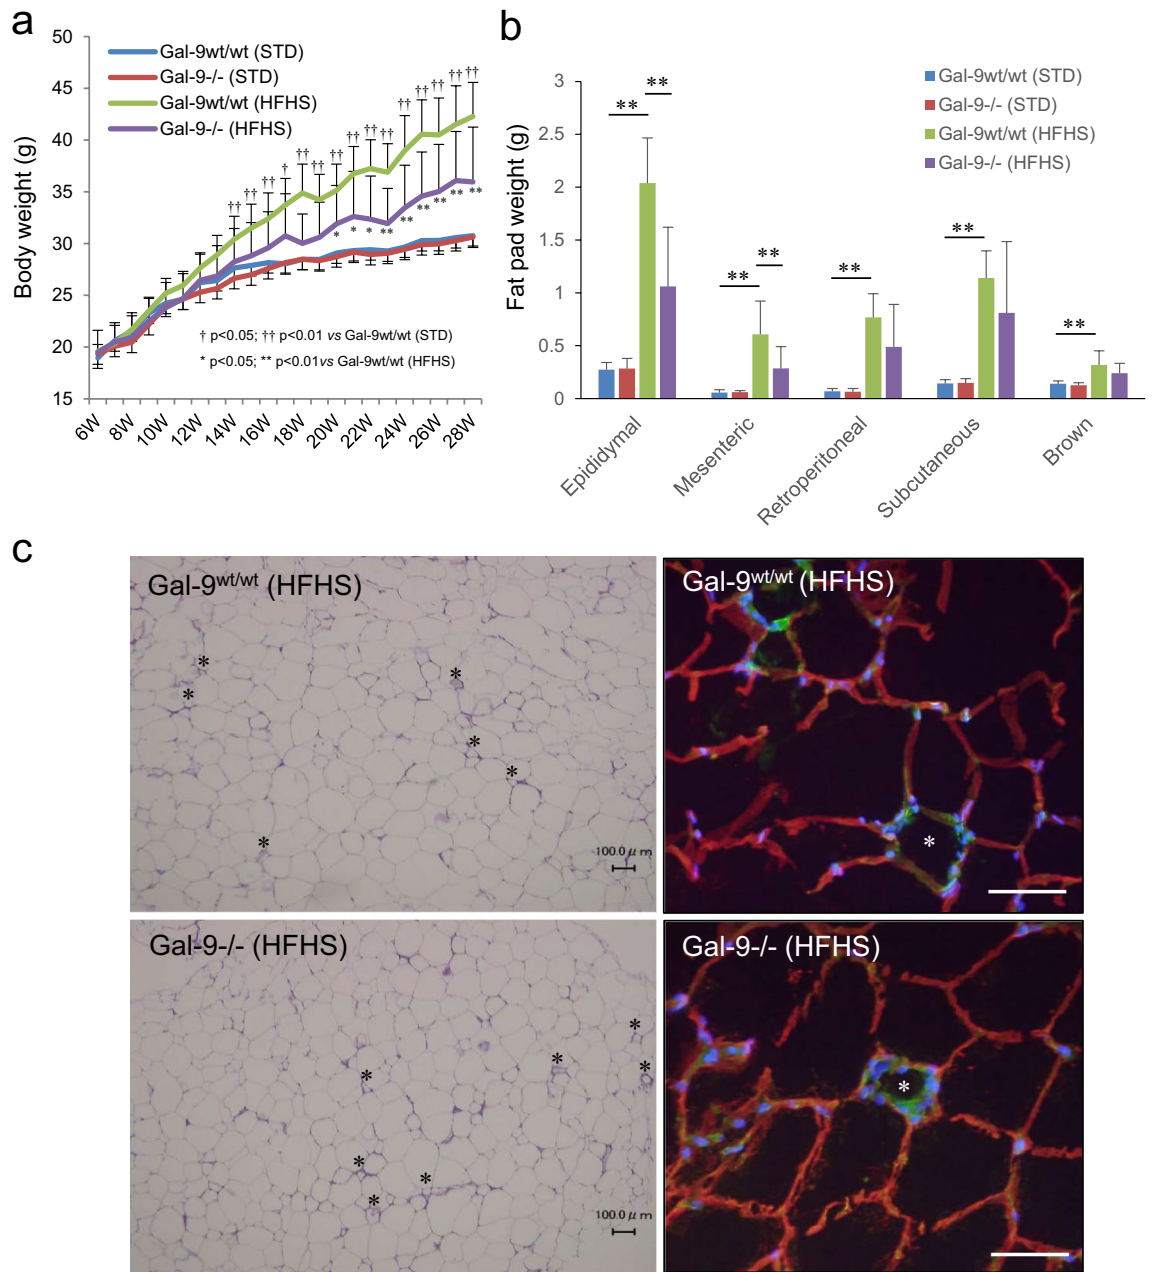 a
50
45
40
35
30
25
20
15
Body weight (g)
Gal-9wt/wt (STD)
Gal-9-/- (STD)
Gal-9wt/wt (HFHS)
Gal-9-/- (HFHS)
†† †† †† † †† †† †† †† †† †† †† †† †† †† ††
* * * ** ** ** ** ** **
† p<0.05; †† p<0.01 vs Gal-9wt/wt (STD)
* p<0.05; ** p<0.01vs Gal-9wt/wt (HFHS)
6W 8W 10W 12W 14W 16W 18W 20W 22W 24W 26W 28W
b
3
2.5
2
1.5
1
0.5
0
Fat pad weight (g)
Gal-9wt/wt (STD)
Gal-9-/- (STD)
Gal-9wt/wt (HFHS)
Gal-9-/- (HFHS)
** ** ** ** ** ** **
Epididymal Mesenteric Retroperitoneal Subcutaneous Brown
c
Gal-9wt/wt (HFHS)
* * * * * *
100.0 μm
Gal-9wt/wt (HFHS)
*
Gal-9-/- (HFHS)
* * * * * * *
100.0 μm
Gal-9-/- (HFHS)
*